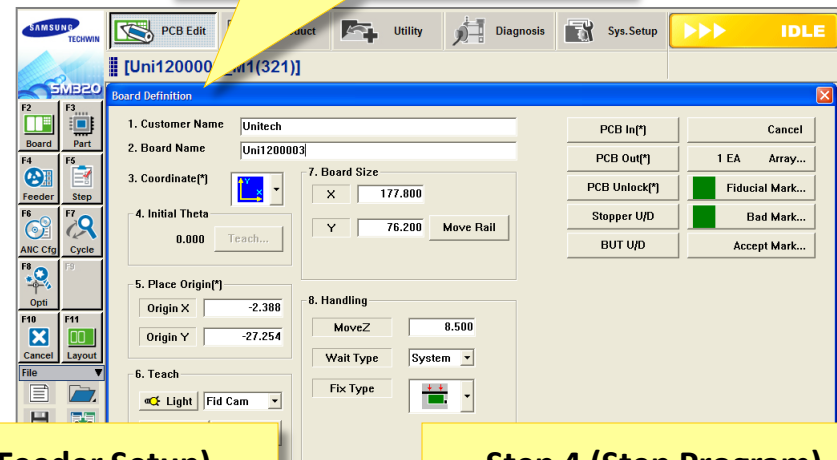 SAMSUNG
TECHWIN
PCB Edit
Utility
Diagnosis
Sys.Setup
IDLE
SM320
Board Definition
F2
F3
Board
Part
F4
F5
Feeder
Step
F6
F7
ANC Cfg
Cycle
F8
F9
Opti
F10
F11
Cancel
Layout
File
1. Customer Name
Unitech
2. Board Name
Uni1200003
3. Coordinate(*)
Y
X
4. Initial Theta
0.000
Teach...
5. Place Origin(*)
Origin X
-2.388
Origin Y
-27.254
6. Teach
Light
Fid Cam
7. Board Size
X
177.800
Y
76.200
Move Rail
8. Handling
MoveZ
8.500
Wait Type
System
Fix Type
PCB In(*)
Cancel
PCB Out(*)
1 EA Array...
PCB Unlock(*)
Fiducial Mark...
Stopper U/D
Bad Mark...
BUT U/D
Accept Mark...
Feeder Setup)
Step 4 (Step Program)